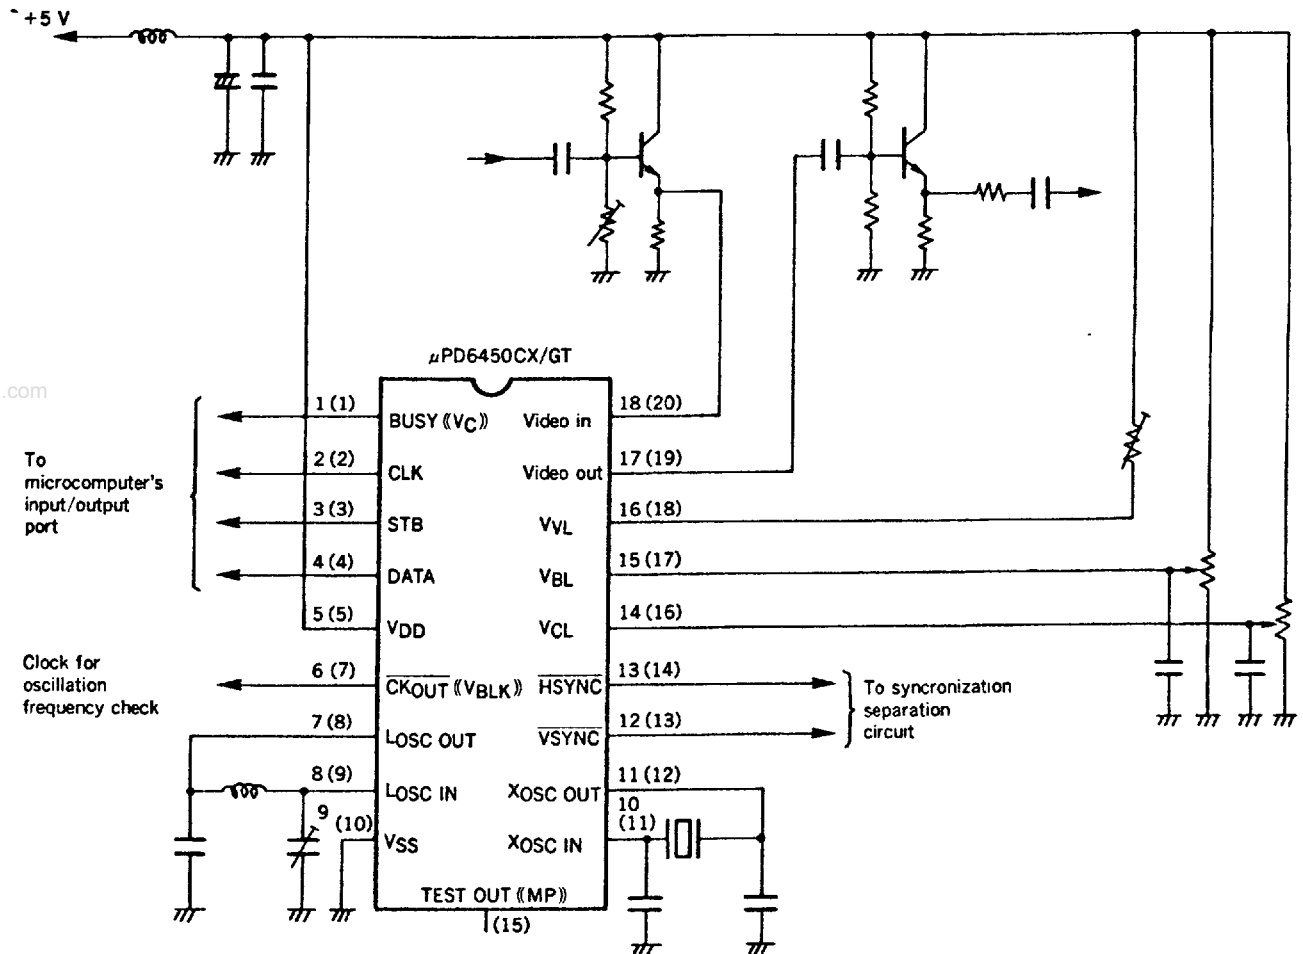 +5 V
μPD6450CX/GT
.com
To
microcomputer's
input/output
port
1 (1)
BUSY⟪VC⟫
Video in
18 (20)
2 (2)
CLK
Video out
17 (19)
3 (3)
STB
VVL
16 (18)
4 (4)
DATA
VBL
15 (17)
5 (5)
VDD
VCL
14 (16)
Clock for
oscillation
frequency check
6 (7)
CKOUT⟪VBLK⟫
HSYNC
13 (14)
To syncronization
separation
circuit
7 (8)
LOSC OUT
VSYNC
12 (13)
8 (9)
LOSC IN
XOSC OUT
11 (12)
9
(10)
VSS
XOSC IN
10
(11)
TEST OUT⟪MP⟫
(15)